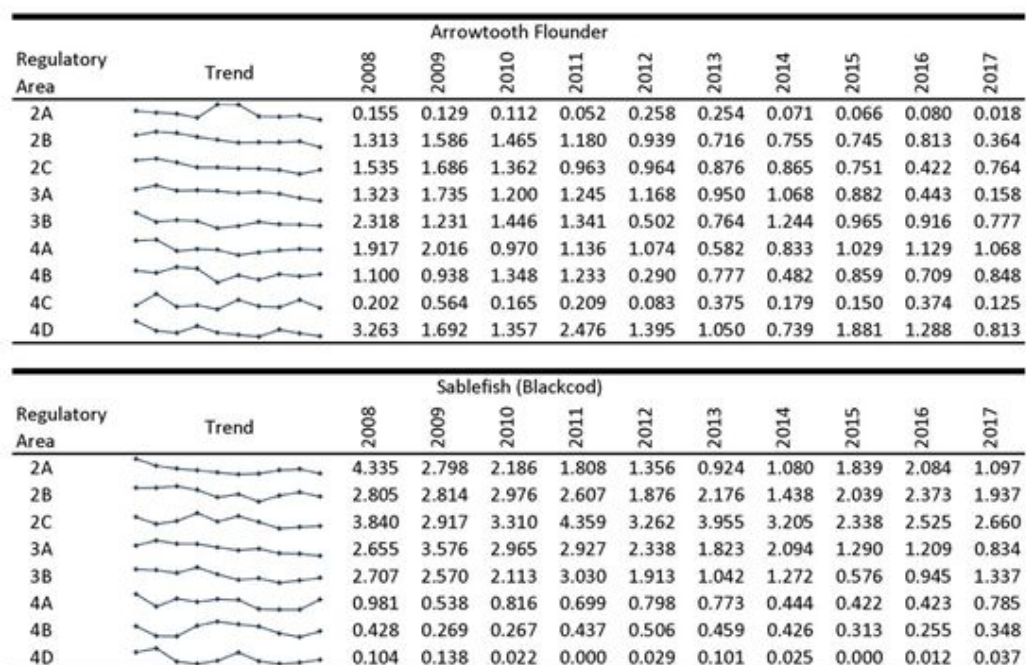 Arrowtooth Flounder
Regulatory Area Trend 2008 2009 2010 2011 2012 2013 2014 2015 2016 2017
2A 0.155 0.129 0.112 0.052 0.258 0.254 0.071 0.066 0.080 0.018
2B 1.313 1.586 1.465 1.180 0.939 0.716 0.755 0.745 0.813 0.364
2C 1.535 1.686 1.362 0.963 0.964 0.876 0.865 0.751 0.422 0.764
3A 1.323 1.735 1.200 1.245 1.168 0.950 1.068 0.882 0.443 0.158
3B 2.318 1.231 1.446 1.341 0.502 0.764 1.244 0.965 0.916 0.777
4A 1.917 2.016 0.970 1.136 1.074 0.582 0.833 1.029 1.129 1.068
4B 1.100 0.938 1.348 1.233 0.290 0.777 0.482 0.859 0.709 0.848
4C 0.202 0.564 0.165 0.209 0.083 0.375 0.179 0.150 0.374 0.125
4D 3.263 1.692 1.357 2.476 1.395 1.050 0.739 1.881 1.288 0.813
Sablefish (Blackcod)
Regulatory Area Trend 2008 2009 2010 2011 2012 2013 2014 2015 2016 2017
2A 4.335 2.798 2.186 1.808 1.356 0.924 1.080 1.839 2.084 1.097
2B 2.805 2.814 2.976 2.607 1.876 2.176 1.438 2.039 2.373 1.937
2C 3.840 2.917 3.310 4.359 3.262 3.955 3.205 2.338 2.525 2.660
3A 2.655 3.576 2.965 2.927 2.338 1.823 2.094 1.290 1.209 0.834
3B 2.707 2.570 2.113 3.030 1.913 1.042 1.272 0.576 0.945 1.337
4A 0.981 0.538 0.816 0.699 0.798 0.773 0.444 0.422 0.423 0.785
4B 0.428 0.269 0.267 0.437 0.506 0.459 0.426 0.313 0.255 0.348
4D 0.104 0.138 0.022 0.000 0.029 0.101 0.025 0.000 0.012 0.037